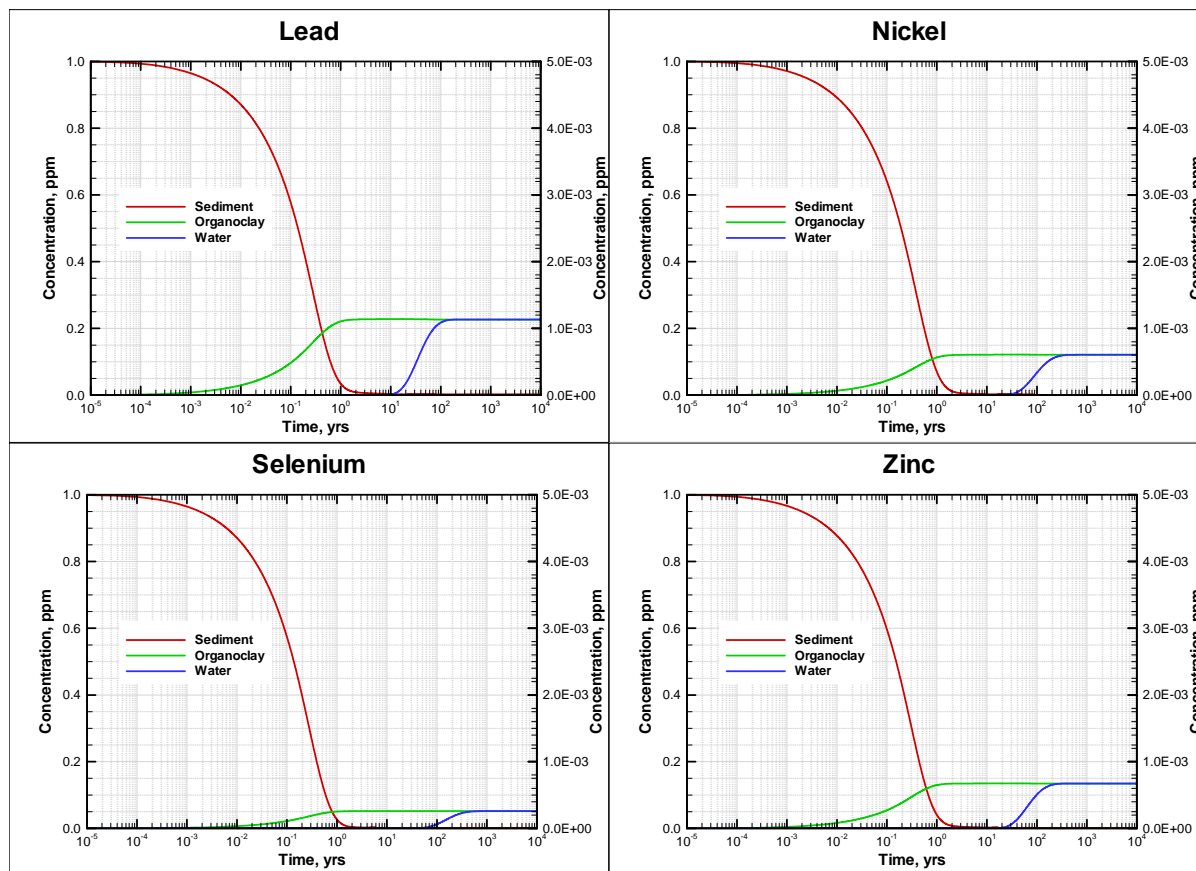 Lead
1.0
0.8
0.6
0.4
0.2
0.0
Concentration, ppm
5.0E-03
4.0E-03
3.0E-03
2.0E-03
1.0E-03
0.0E+00
Concentration, ppm
Sediment
Organoclay
Water
10⁻⁵ 10⁻⁴ 10⁻³ 10⁻² 10⁻¹ 10⁰ 10¹ 10² 10³ 10⁴
Time, yrs
Nickel
1.0
0.8
0.6
0.4
0.2
0.0
Concentration, ppm
5.0E-03
4.0E-03
3.0E-03
2.0E-03
1.0E-03
0.0E+00
Concentration, ppm
Sediment
Organoclay
Water
10⁻⁵ 10⁻⁴ 10⁻³ 10⁻² 10⁻¹ 10⁰ 10¹ 10² 10³ 10⁴
Time, yrs
Selenium
1.0
0.8
0.6
0.4
0.2
0.0
Concentration, ppm
5.0E-03
4.0E-03
3.0E-03
2.0E-03
1.0E-03
0.0E+00
Concentration, ppm
Sediment
Organoclay
Water
10⁻⁵ 10⁻⁴ 10⁻³ 10⁻² 10⁻¹ 10⁰ 10¹ 10² 10³ 10⁴
Time, yrs
Zinc
1.0
0.8
0.6
0.4
0.2
0.0
Concentration, ppm
5.0E-03
4.0E-03
3.0E-03
2.0E-03
1.0E-03
0.0E+00
Concentration, ppm
Sediment
Organoclay
Water
10⁻⁵ 10⁻⁴ 10⁻³ 10⁻² 10⁻¹ 10⁰ 10¹ 10² 10³ 10⁴
Time, yrs